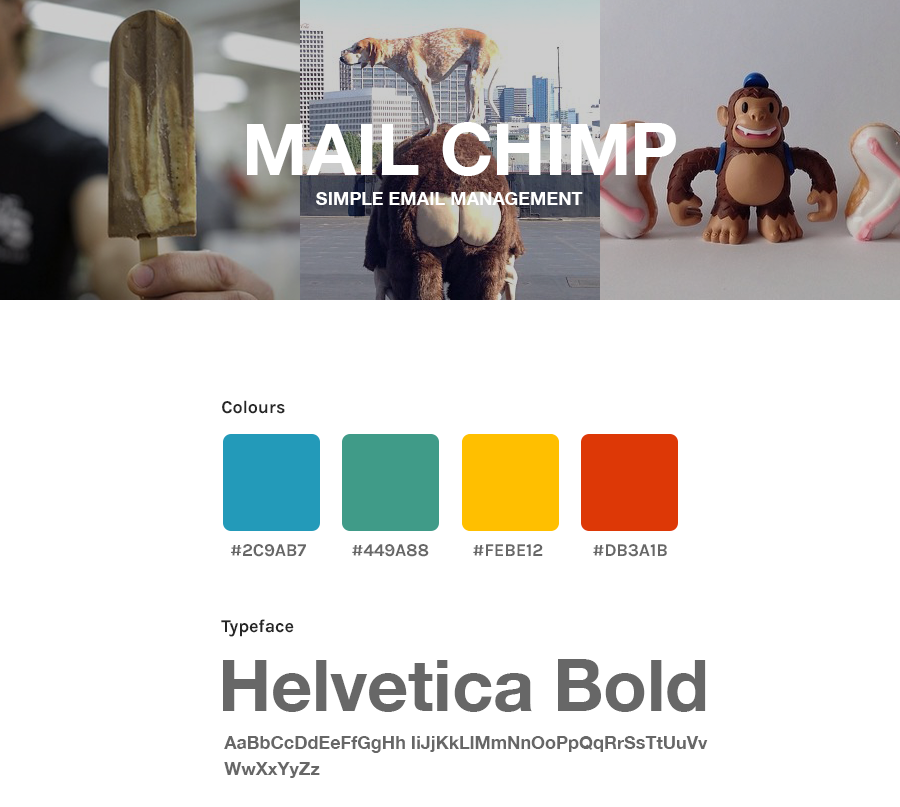 MAIL CHIMP
SIMPLE EMAIL MANAGEMENT
Colours
#2C9AB7 #449A88 #FEBE12 #DB3A1B
Typeface
Helvetica Bold
AaBbCcDdEeFfGgHh IiJjKkLlMmNnOoPpQqRrSsTtUuVv
WwXxYyZz